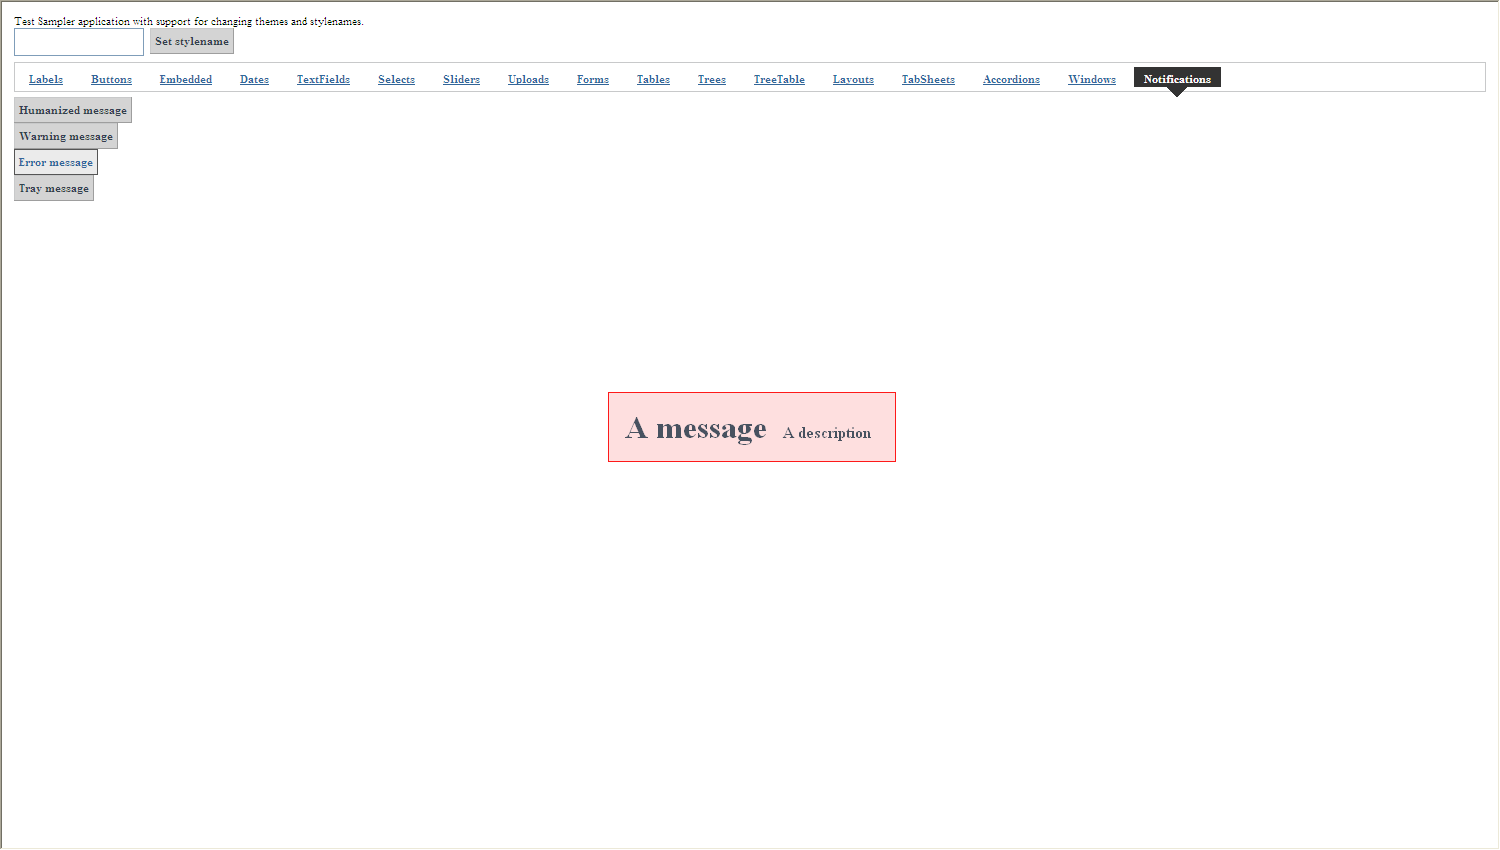 Test Sampler application with support for changing themes and stylenames.
Set stylename
Labels Buttons Embedded Dates TextFields Selects Sliders Uploads Forms Tables Trees TreeTable Layouts TabSheets Accordions Windows Notifications
Humanized message
Warning message
Error message
Tray message
A message A description